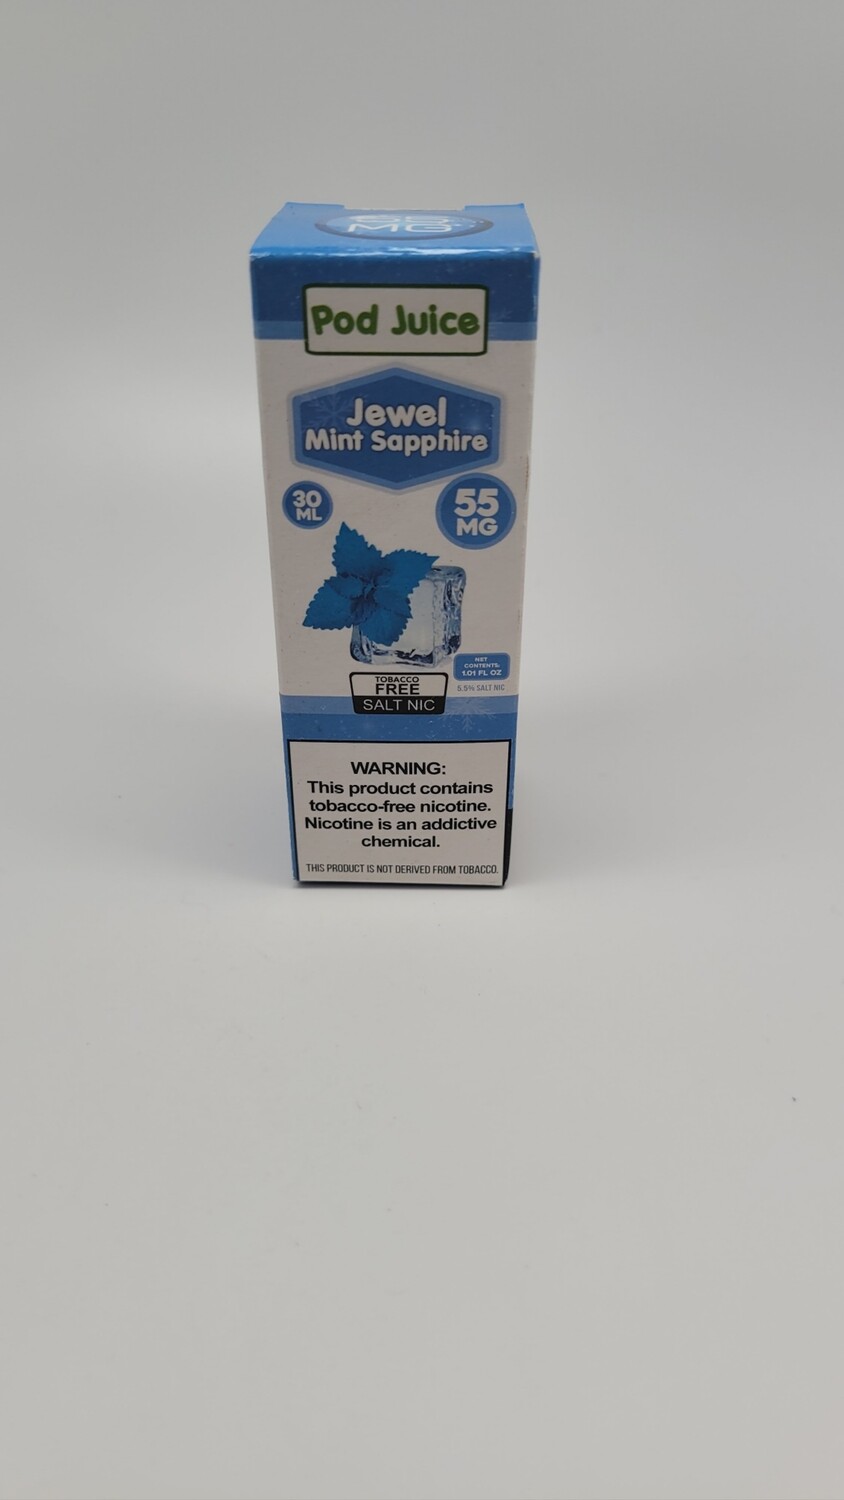 MG
Pod Juice
Jewel
Mint Sapphire
30
ML
55
MG
NET
CONTENTS:
1.01 FL OZ
5.5% SALT NIC
TOBACCO
FREE
SALT NIC
WARNING:
This product contains
tobacco-free nicotine.
Nicotine is an addictive
chemical.
THIS PRODUCT IS NOT DERIVED FROM TOBACCO.